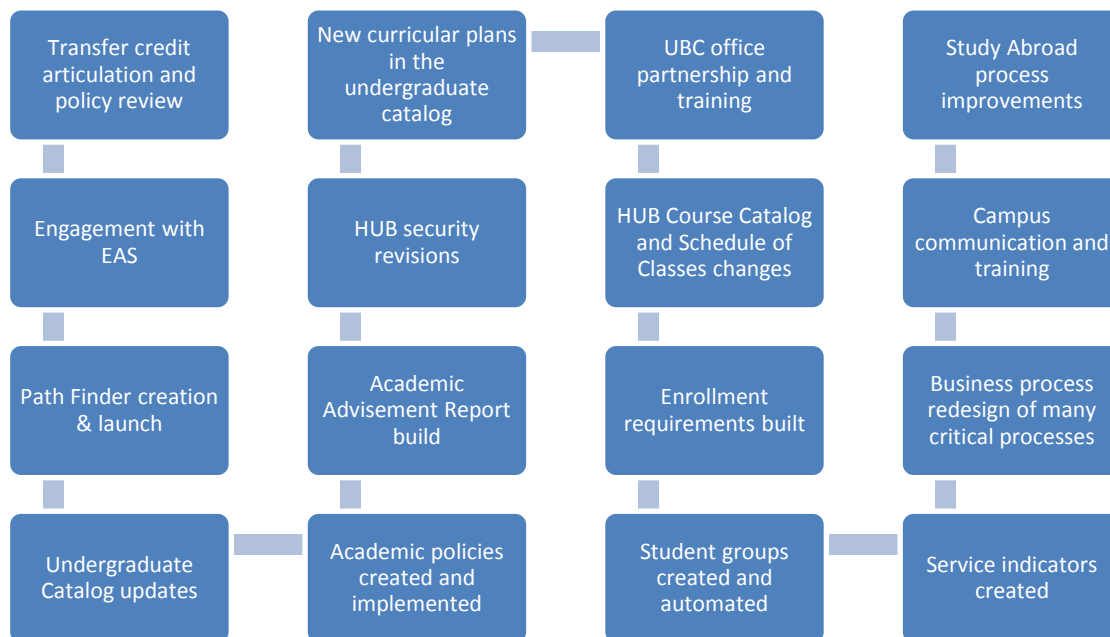 Transfer credit
articulation and
policy review
Engagement with
EAS
Path Finder creation
& launch
Undergraduate
Catalog updates
Academic policies
created and
implemented
Academic
Advisement Report
build
HUB security
revisions
New curricular plans
in the
undergraduate
catalog
UBC office
partnership and
training
HUB Course Catalog
and Schedule of
Classes changes
Enrollment
requirements built
Student groups
created and
automated
Service indicators
created
Business process
redesign of many
critical processes
Campus
communication and
training
Study Abroad
process
improvements